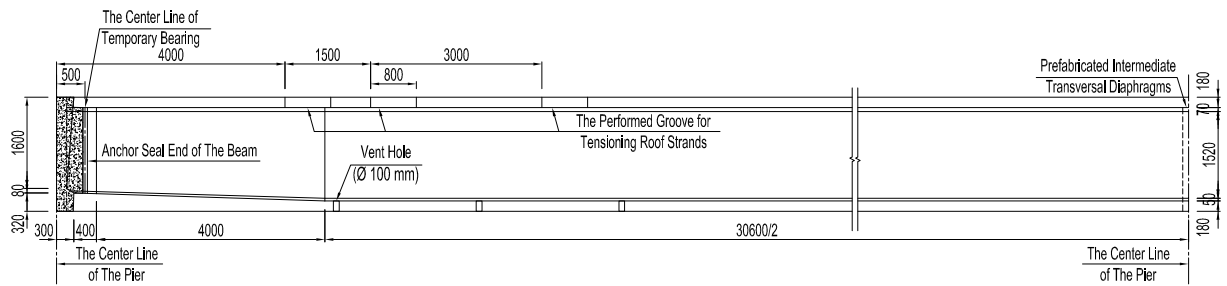 The Center Line of
Temporary Bearing
4000
1500
3000
500
800
Prefabricated Intermediate
Transversal Diaphragms
180
70
1600
The Performed Groove for
Tensioning Roof Strands
Anchor Seal End of The Beam
Vent Hole
(Ø 100 mm)
1520
80
50
320
180
300
400
4000
30600/2
The Center Line
of The Pier
The Center Line
of The Pier